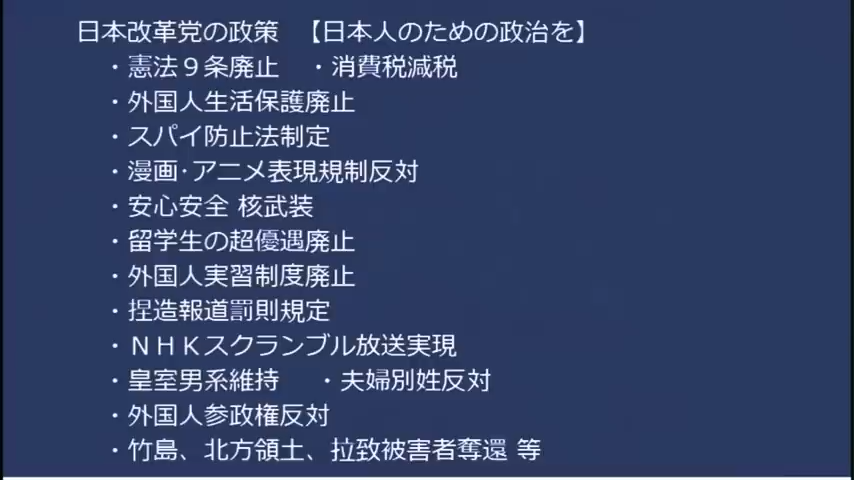 日本改革党の政策 【日本人のための政治を】
・憲法９条廃止 ・消費税減税
・外国人生活保護廃止
・スパイ防止法制定
・漫画･アニメ表現規制反対
・安心安全 核武装
・留学生の超優遇廃止
・外国人実習制度廃止
・捏造報道罰則規定
・ＮＨＫスクランブル放送実現
・皇室男系維持 ・夫婦別姓反対
・外国人参政権反対
・竹島、北方領土、拉致被害者奪還 等